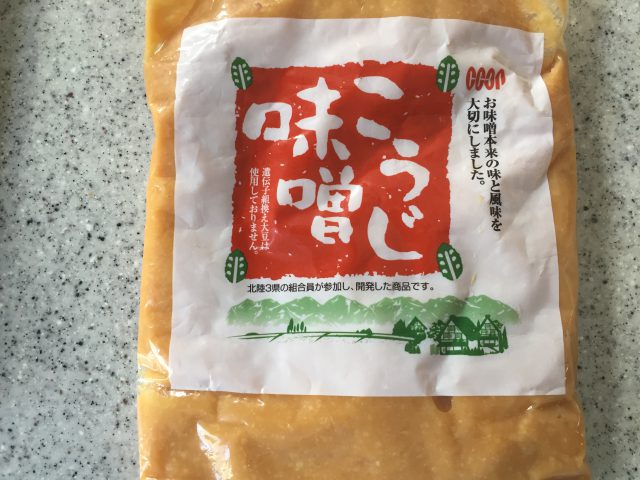 COOP
お味噌本来の味と風味を
大切にしました。
こうじ
味噌
遺伝子組換え大豆は
使用しておりません。
北陸3県の組合員が参加し、開発した商品です。